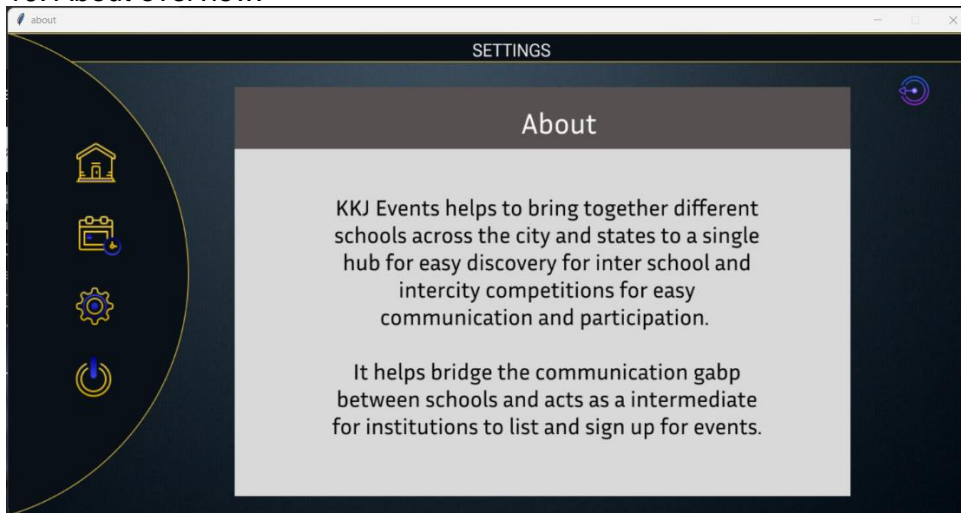 about
SETTINGS
About
KKJ Events helps to bring together different
schools across the city and states to a single
hub for easy discovery for inter school and
intercity competitions for easy
communication and participation.
It helps bridge the communication gabp
between schools and acts as a intermediate
for institutions to list and sign up for events.